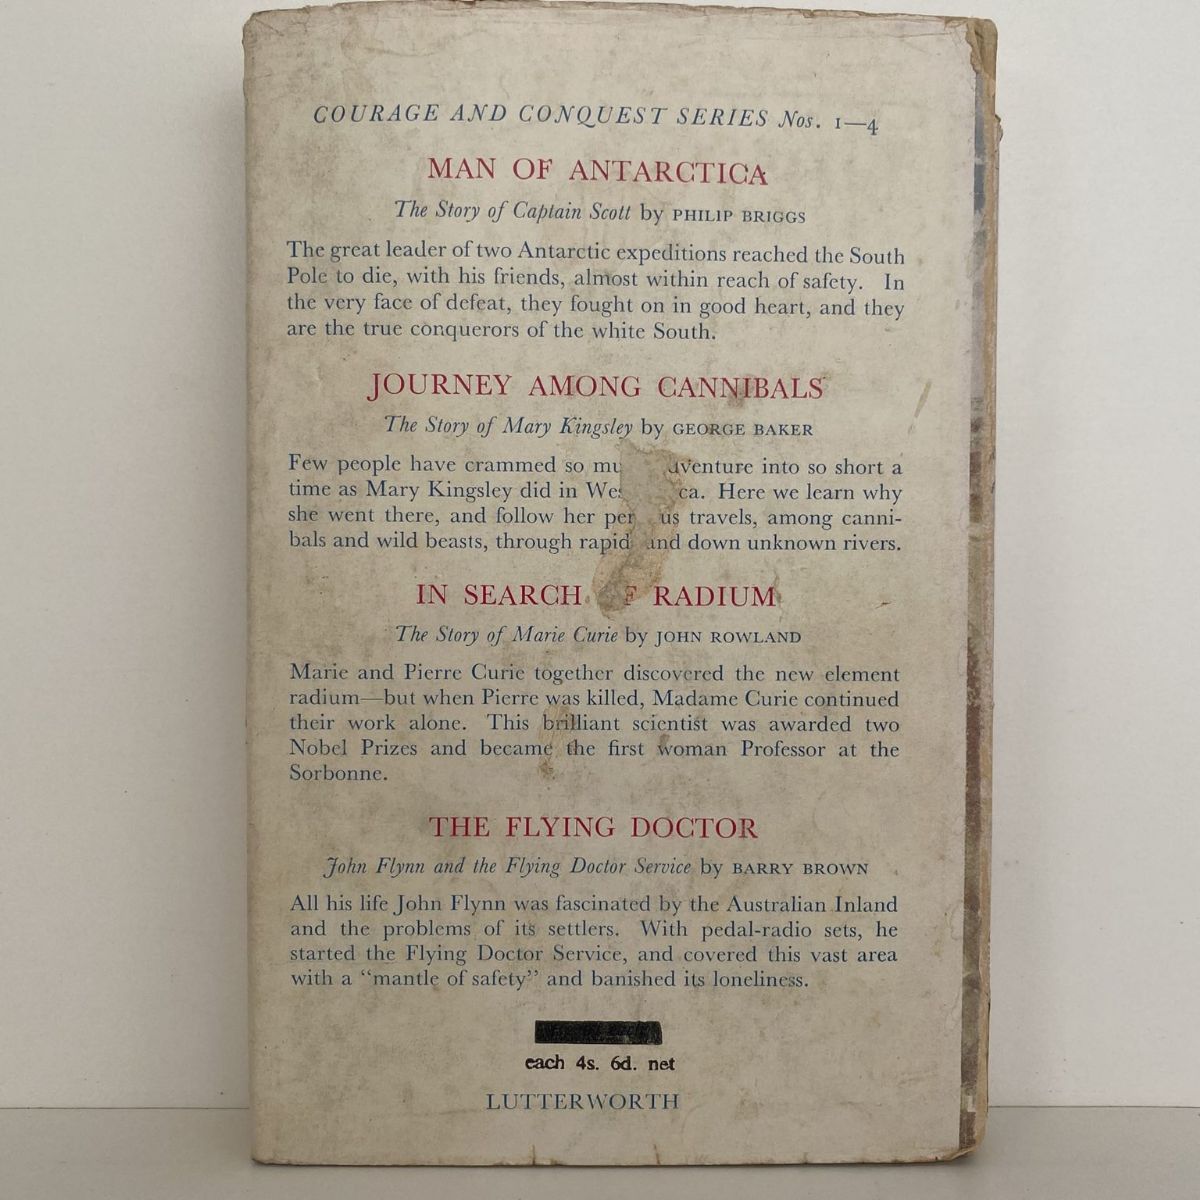 COURAGE AND CONQUEST SERIES Nos. 1—4
MAN OF ANTARCTICA
The Story of Captain Scott by PHILIP BRIGGS
The great leader of two Antarctic expeditions reached the South
Pole to die, with his friends, almost within reach of safety. In
the very face of defeat, they fought on in good heart, and they
are the true conquerors of the white South.
JOURNEY AMONG CANNIBALS
The Story of Mary Kingsley by GEORGE BAKER
Few people have crammed so into so short a
time as Mary Kingsley did in Here we learn why
she went there, and follow her travels, among canni-
bals and wild beasts, through and down unknown rivers.
IN SEARCH RADIUM
The Story of Marie Curie by JOHN ROWLAND
Marie and Pierre Curie together discovered the new element
radium—but when Pierre was killed, Madame Curie continued
their work alone. This brilliant scientist was awarded two
Nobel Prizes and became the first woman Professor at the
Sorbonne.
THE FLYING DOCTOR
John Flynn and the Flying Doctor Service by BARRY BROWN
All his life John Flynn was fascinated by the Australian Inland
and the problems of its settlers. With pedal-radio sets, he
started the Flying Doctor Service, and covered this vast area
with a “mantle of safety” and banished its loneliness.
each 4s. 6d. net
LUTTERWORTH